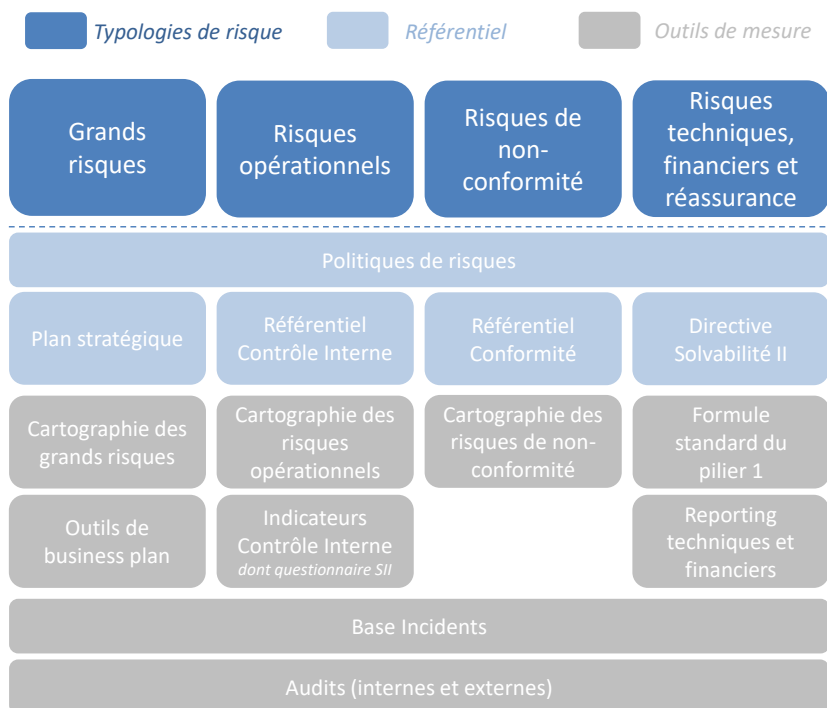 Typologies de risque
Référentiel
Outils de mesure
Grands
risques
Risques
opérationnels
Risques de
non-
conformité
Risques
techniques,
financiers et
réassurance
Politiques de risques
Plan stratégique
Référentiel
Contrôle Interne
Référentiel
Conformité
Directive
Solvabilité II
Cartographie des
grands risques
Cartographie des
risques
opérationnels
Cartographie des
risques de non-
conformité
Formule
standard du
pilier 1
Outils de
business plan
Indicateurs
Contrôle Interne
dont questionnaire SII
Reporting
techniques et
financiers
Base Incidents
Audits (internes et externes)